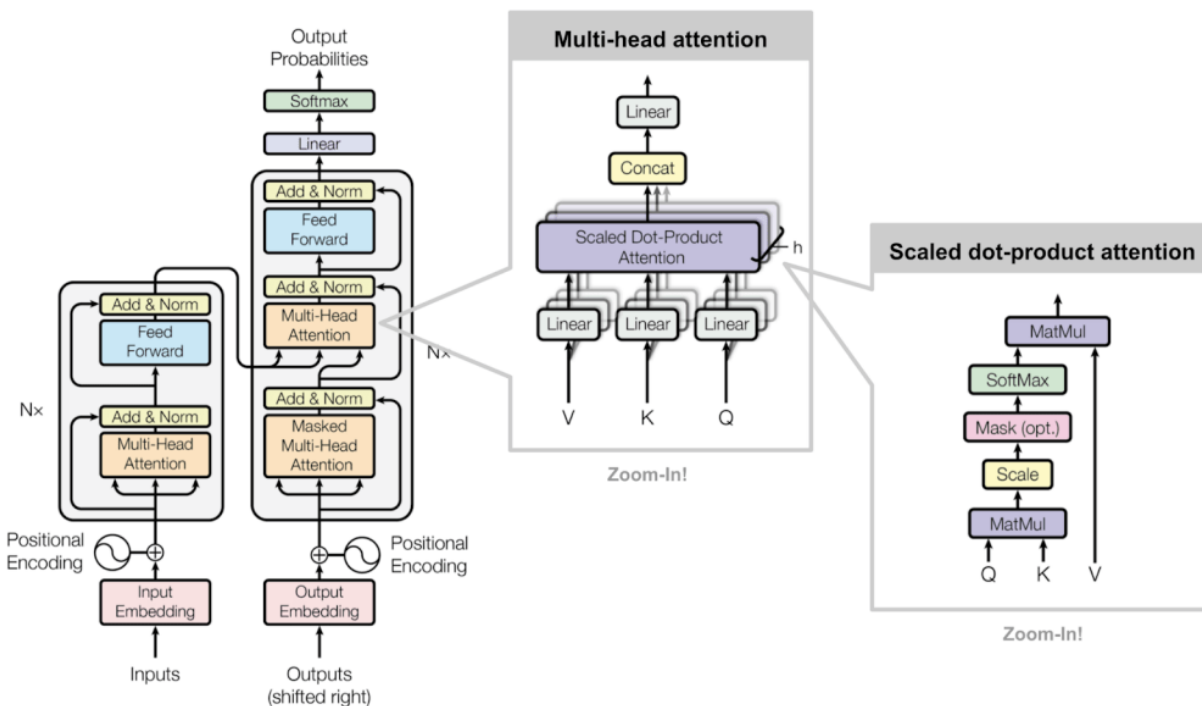 Output
Probabilities
Softmax
Linear
Add & Norm
Feed
Forward
Add & Norm
Multi-Head
Attention
Nx
Add & Norm
Masked
Multi-Head
Attention
Positional
Encoding
Output
Embedding
Outputs
(shifted right)
Add & Norm
Feed
Forward
Nx
Add & Norm
Multi-Head
Attention
Positional
Encoding
Input
Embedding
Inputs
Multi-head attention
Linear
Concat
Scaled Dot-Product
Attention
h
Linear Linear Linear
V K Q
Zoom-In!
Scaled dot-product attention
MatMul
SoftMax
Mask (opt.)
Scale
MatMul
Q K V
Zoom-In!